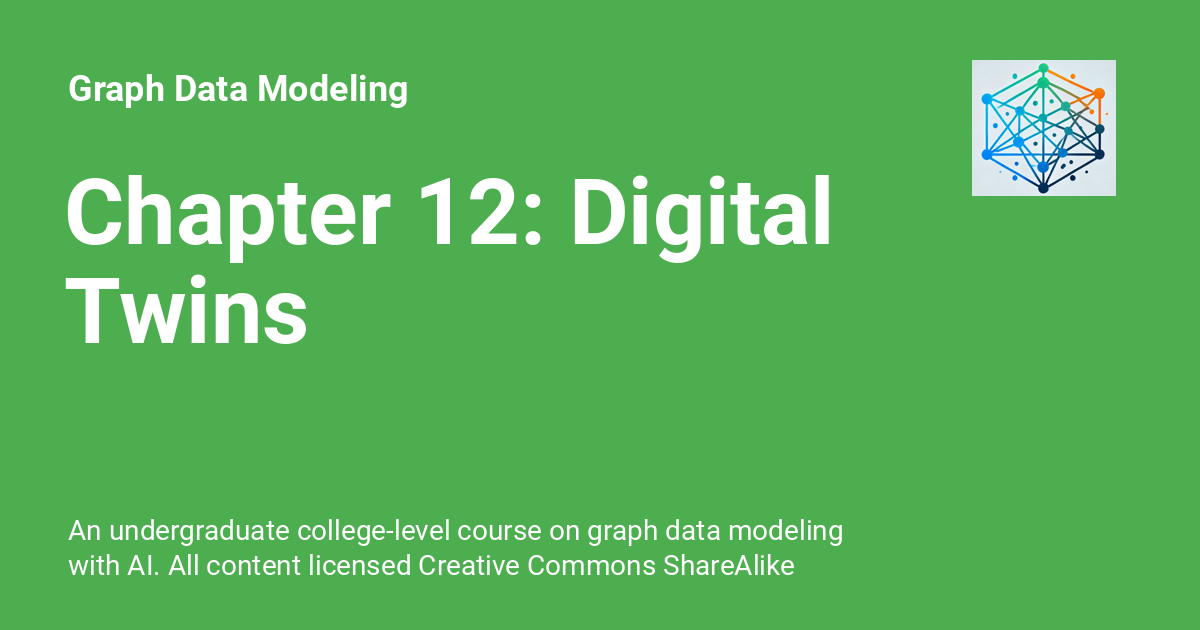 Graph Data Modeling
Chapter 12: Digital
Twins
An undergraduate college-level course on graph data modeling
with AI. All content licensed Creative Commons ShareAlike